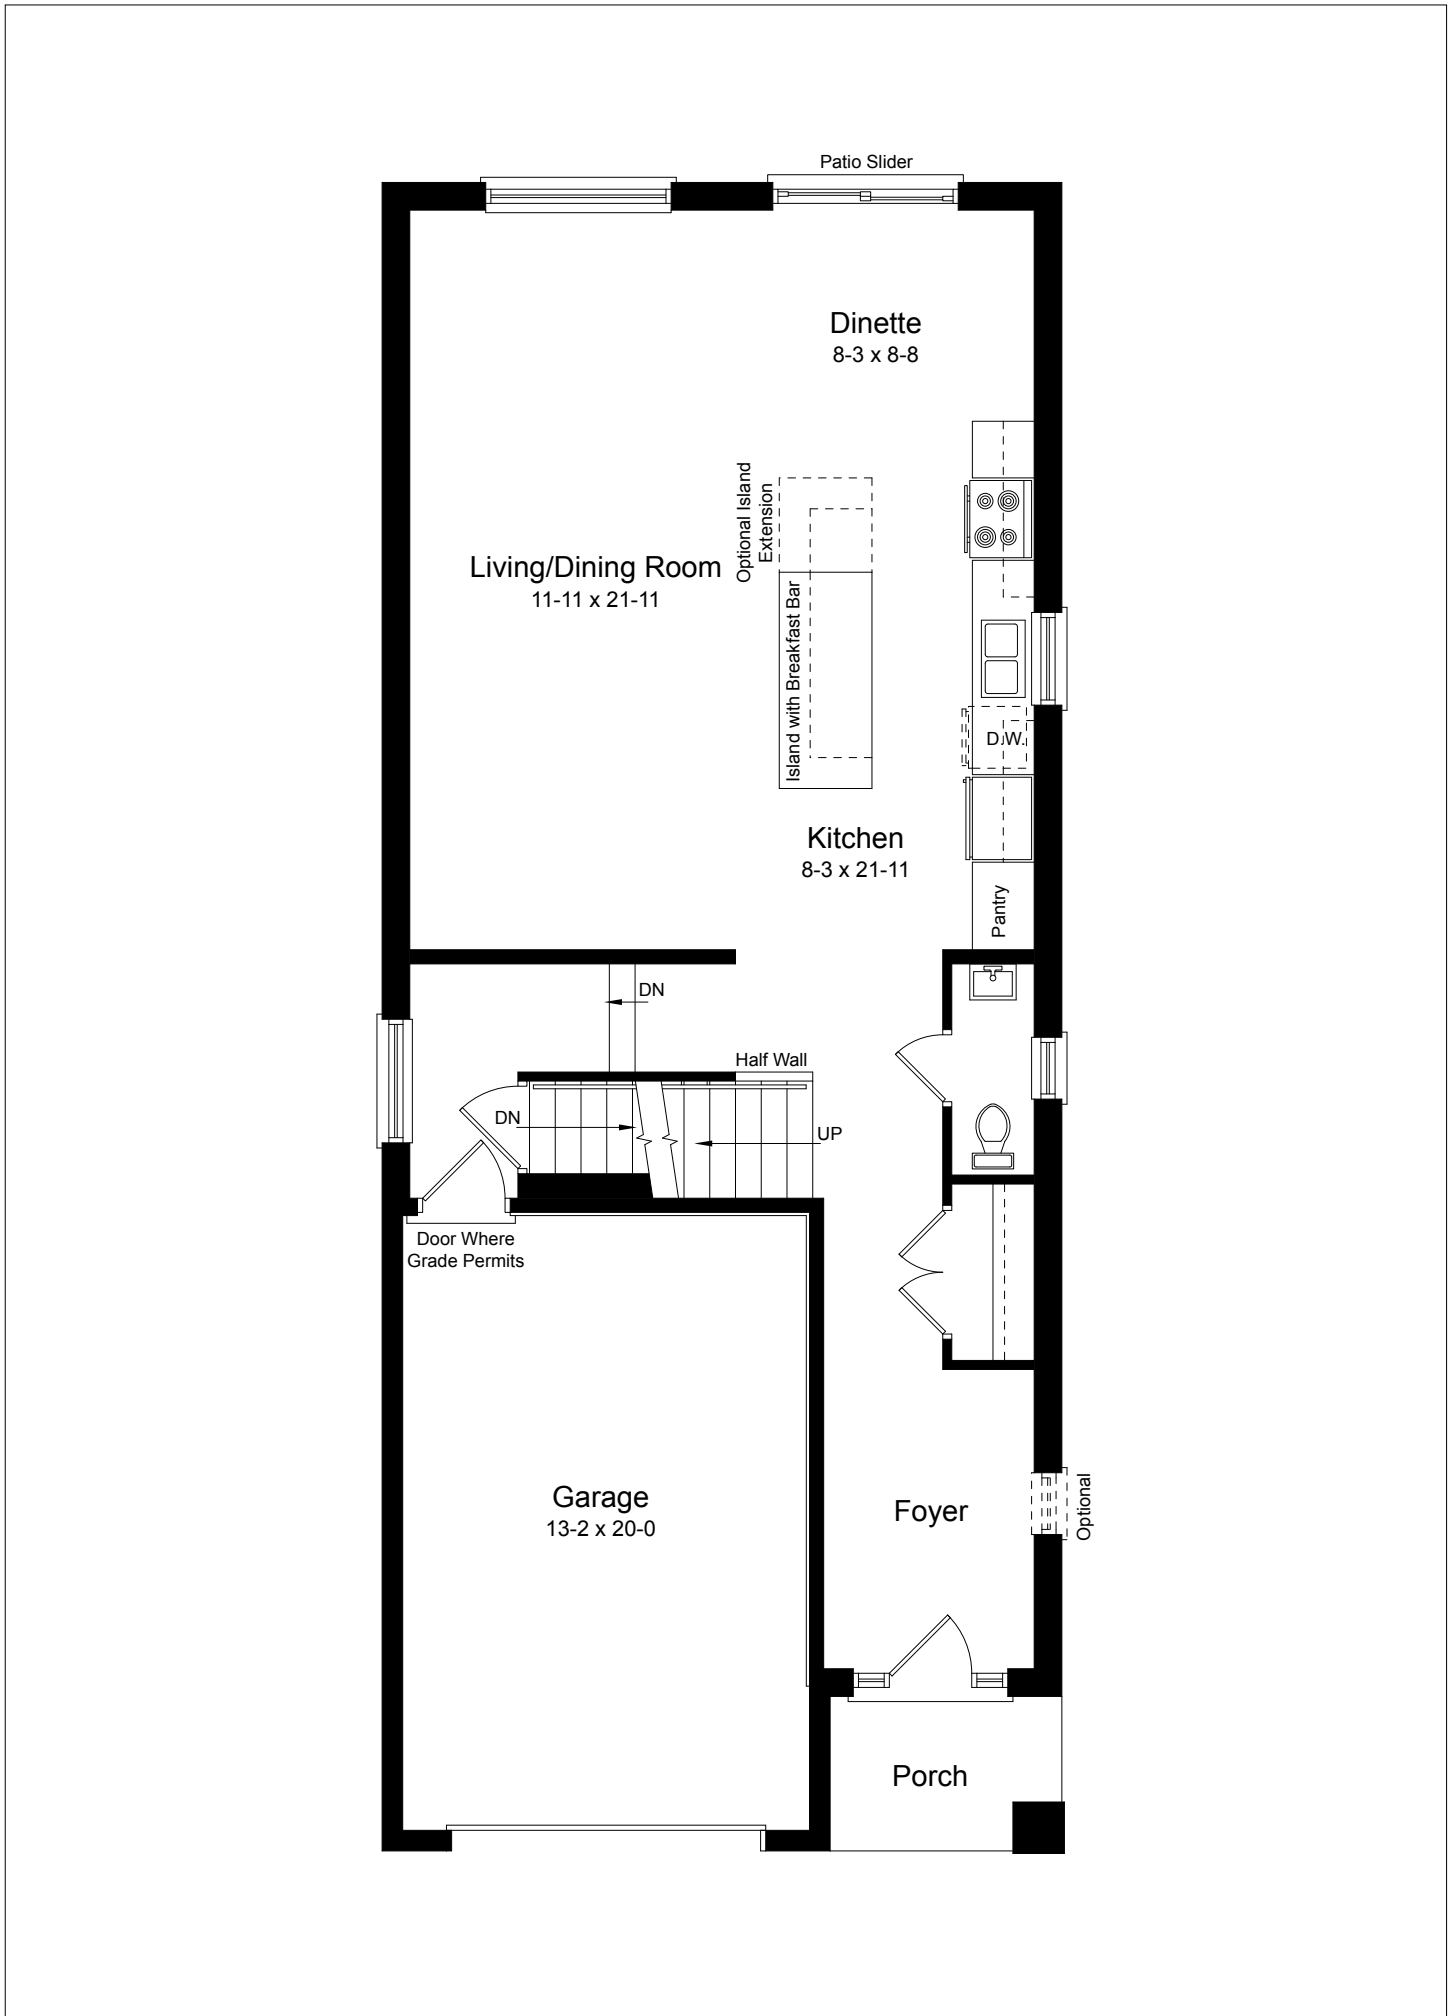 Patio Slider
Dinette
8-3 x 8-8
Optional Island
Extension
Living/Dining Room
11-11 x 21-11
Island with Breakfast Bar
D.W.
Kitchen
8-3 x 21-11
Pantry
DN
Half Wall
DN
UP
Door Where
Grade Permits
Garage
13-2 x 20-0
Foyer
Optional
Porch